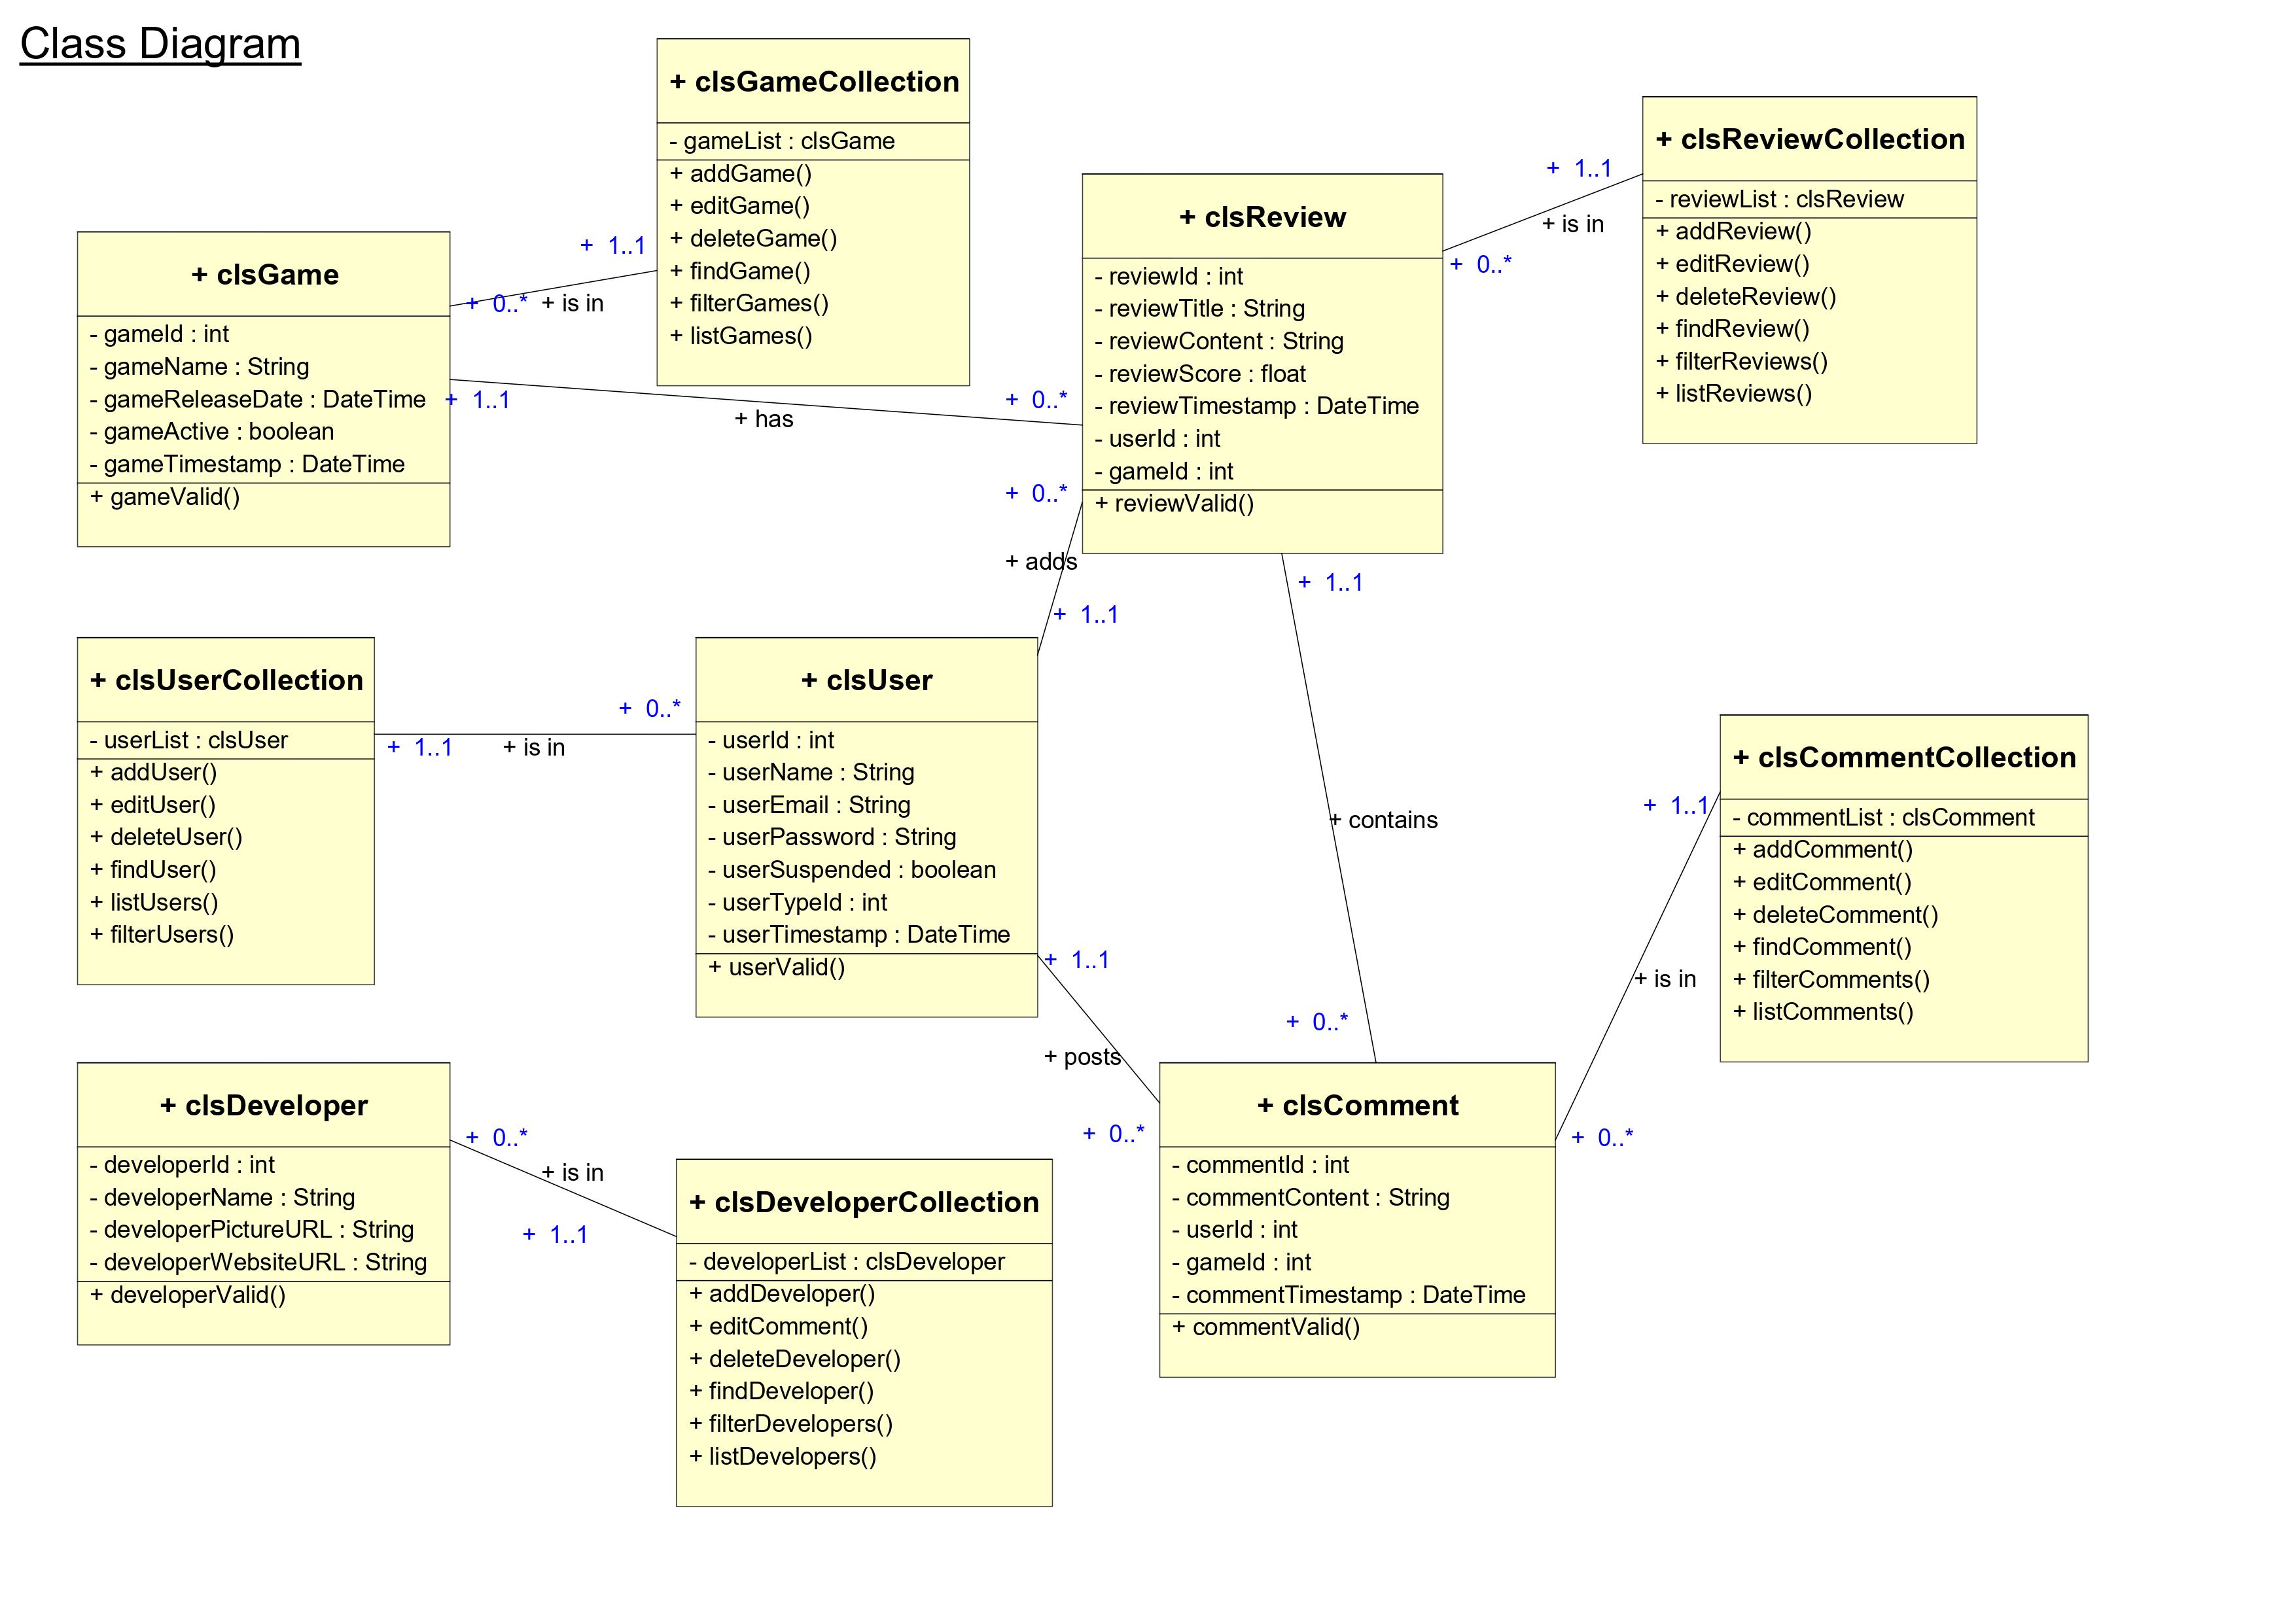 Class Diagram
+ clsGameCollection
- gameList : clsGame
+ addGame()
+ editGame()
+ deleteGame()
+ findGame()
+ filterGames()
+ listGames()
+ clsReviewCollection
- reviewList : clsReview
+ addReview()
+ editReview()
+ deleteReview()
+ findReview()
+ filterReviews()
+ listReviews()
+ clsReview
- reviewId : int
- reviewTitle : String
- reviewContent : String
- reviewScore : float
- reviewTimestamp : DateTime
- userId : int
- gameId : int
+ reviewValid()
+ 1..1
+ is in
+ 0..*
+ clsGame
- gameId : int
- gameName : String
- gameReleaseDate : DateTime
- gameActive : boolean
- gameTimestamp : DateTime
+ gameValid()
+ 1..1
+ 0..*
+ is in
+ 1..1
+ has
+ 0..*
+ 0..*
+ adds
+ 1..1
+ 1..1
+ contains
+ 0..*
+ clsUserCollection
- userList : clsUser
+ addUser()
+ editUser()
+ deleteUser()
+ findUser()
+ listUsers()
+ filterUsers()
+ 0..*
+ 1..1
+ is in
+ clsUser
- userId : int
- userName : String
- userEmail : String
- userPassword : String
- userSuspended : boolean
- userTypeId : int
- userTimestamp : DateTime
+ userValid()
+ 1..1
+ posts
+ 0..*
+ clsCommentCollection
- commentList : clsComment
+ addComment()
+ editComment()
+ deleteComment()
+ findComment()
+ filterComments()
+ listComments()
+ 1..1
+ is in
+ 0..*
+ clsDeveloper
- developerId : int
- developerName : String
- developerPictureURL : String
- developerWebsiteURL : String
+ developerValid()
+ 0..*
+ is in
+ 1..1
+ clsDeveloperCollection
- developerList : clsDeveloper
+ addDeveloper()
+ editComment()
+ deleteDeveloper()
+ findDeveloper()
+ filterDevelopers()
+ listDevelopers()
+ clsComment
- commentId : int
- commentContent : String
- userId : int
- gameId : int
- commentTimestamp : DateTime
+ commentValid()